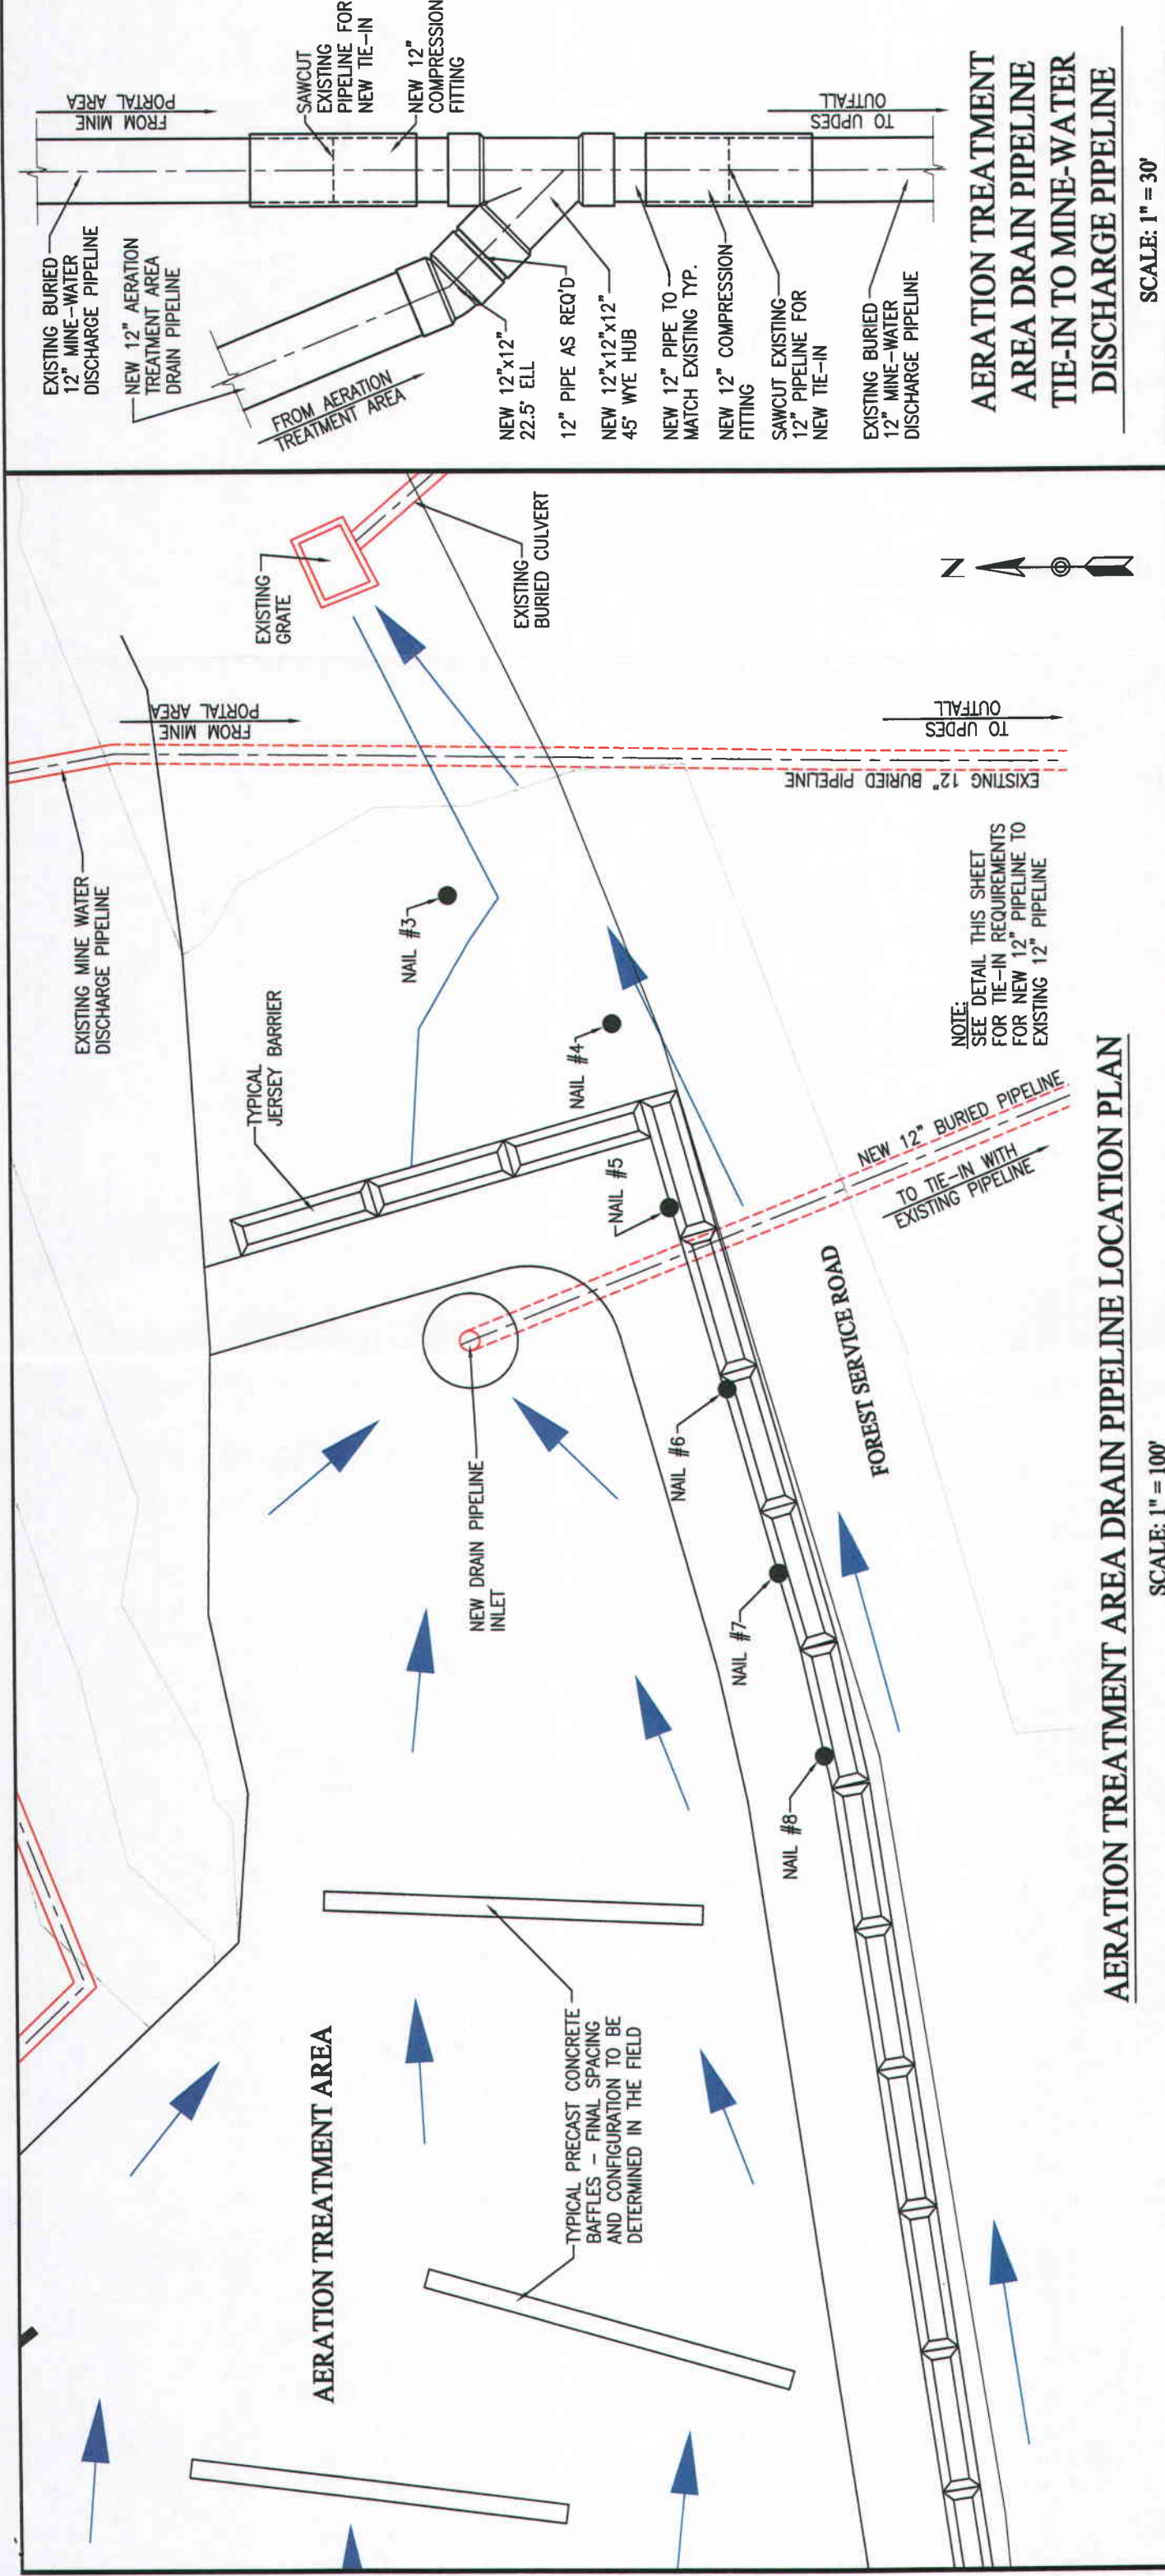 EXISTING BURIED
12" MINE-WATER
DISCHARGE PIPELINE
NEW 12" AERATION
TREATMENT AREA
DRAIN PIPELINE
FROM MINE
PORTAL AREA
SAWCUT
EXISTING
PIPELINE FOR
NEW TIE-IN
NEW 12"
COMPRESSION
FITTING
FROM AERATION
TREATMENT AREA
NEW 12"x12"
22.5° ELL
12" PIPE AS REQ'D
NEW 12"x12"x12"
45° WYE HUB
NEW 12" PIPE TO
MATCH EXISTING TYP.
NEW 12" COMPRESSION
FITTING
SAWCUT EXISTING
12" PIPELINE FOR
NEW TIE-IN
EXISTING BURIED
12" MINE-WATER
DISCHARGE PIPELINE
TO UPDES
OUTFALL
AERATION TREATMENT
AREA DRAIN PIPELINE
TIE-IN TO MINE-WATER
DISCHARGE PIPELINE
SCALE: 1" = 30'
EXISTING MINE WATER
DISCHARGE PIPELINE
FROM MINE
PORTAL AREA
EXISTING
GRATE
EXISTING
BURIED CULVERT
N
TYPICAL
JERSEY BARRIER
NAIL #3
NAIL #4
NAIL #5
NAIL #6
NAIL #7
NAIL #8
EXISTING 12" BURIED PIPELINE
TO UPDES
OUTFALL
NOTE:
SEE DETAIL THIS SHEET
FOR TIE-IN REQUIREMENTS
FOR NEW 12" PIPELINE TO
EXISTING 12" PIPELINE
NEW 12" BURIED PIPELINE
TO TIE-IN WITH
EXISTING PIPELINE
NEW DRAIN PIPELINE
INLET
FOREST SERVICE ROAD
AERATION TREATMENT AREA
TYPICAL PRECAST CONCRETE
BAFFLES - FINAL SPACING
AND CONFIGURATION TO BE
DETERMINED IN THE FIELD
AERATION TREATMENT AREA DRAIN PIPELINE LOCATION PLAN
SCALE: 1" = 100'